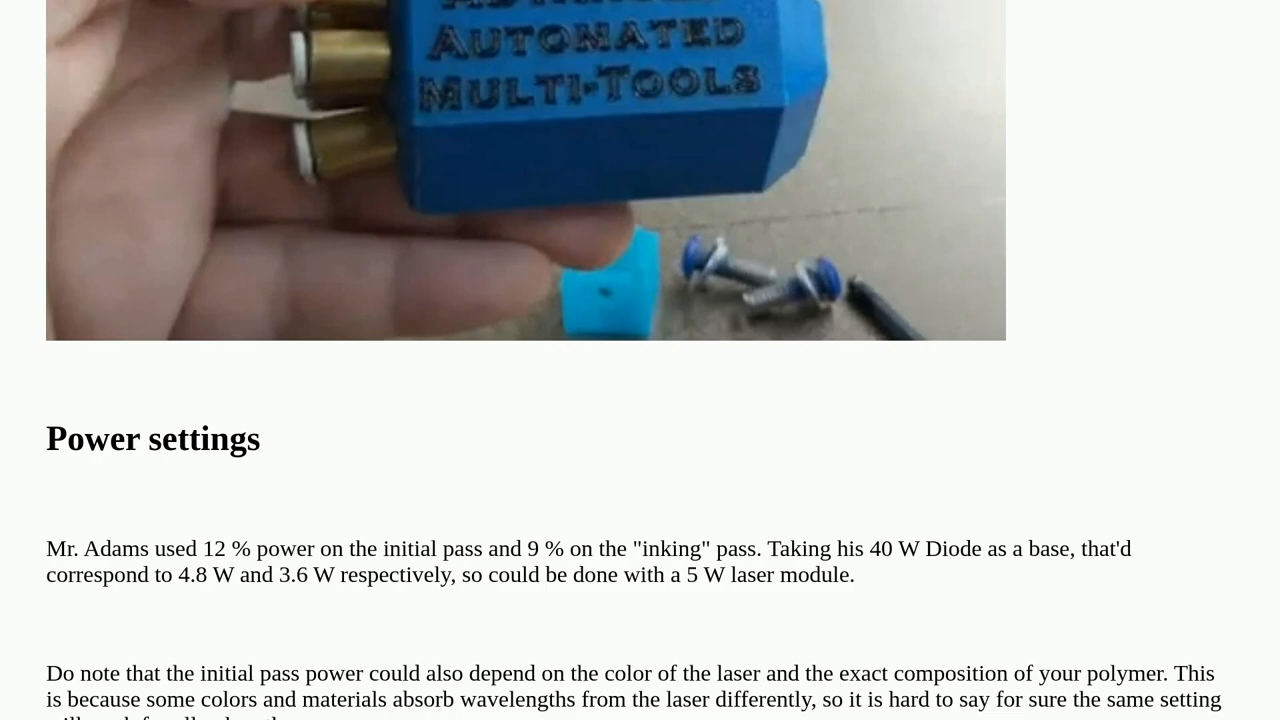 AUTOMATED
MULTI-TOOLS
Power settings
Mr. Adams used 12 % power on the initial pass and 9 % on the "inking" pass. Taking his 40 W Diode as a base, that'd
correspond to 4.8 W and 3.6 W respectively, so could be done with a 5 W laser module.
Do note that the initial pass power could also depend on the color of the laser and the exact composition of your polymer. This
is because some colors and materials absorb wavelengths from the laser differently, so it is hard to say for sure the same setting